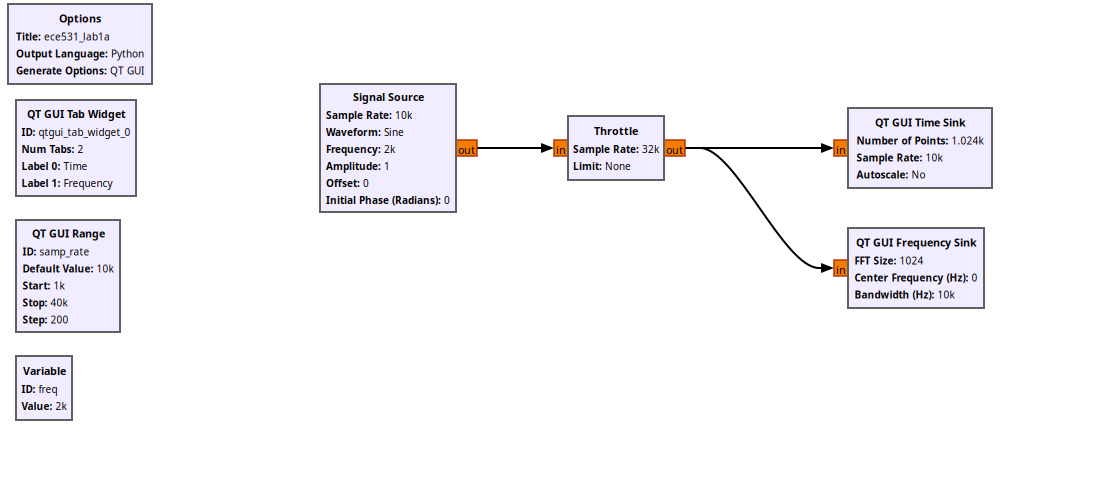 Options
Title: ece531_lab1a
Output Language: Python
Generate Options: QT GUI
QT GUI Tab Widget
ID: qtgui_tab_widget_0
Num Tabs: 2
Label 0: Time
Label 1: Frequency
QT GUI Range
ID: samp_rate
Default Value: 10k
Start: 1k
Stop: 40k
Step: 200
Variable
ID: freq
Value: 2k
Signal Source
Sample Rate: 10k
Waveform: Sine
Frequency: 2k
Amplitude: 1
Offset: 0
Initial Phase (Radians): 0
out
in
Throttle
Sample Rate: 32k
Limit: None
out
in
QT GUI Time Sink
Number of Points: 1.024k
Sample Rate: 10k
Autoscale: No
in
QT GUI Frequency Sink
FFT Size: 1024
Center Frequency (Hz): 0
Bandwidth (Hz): 10k